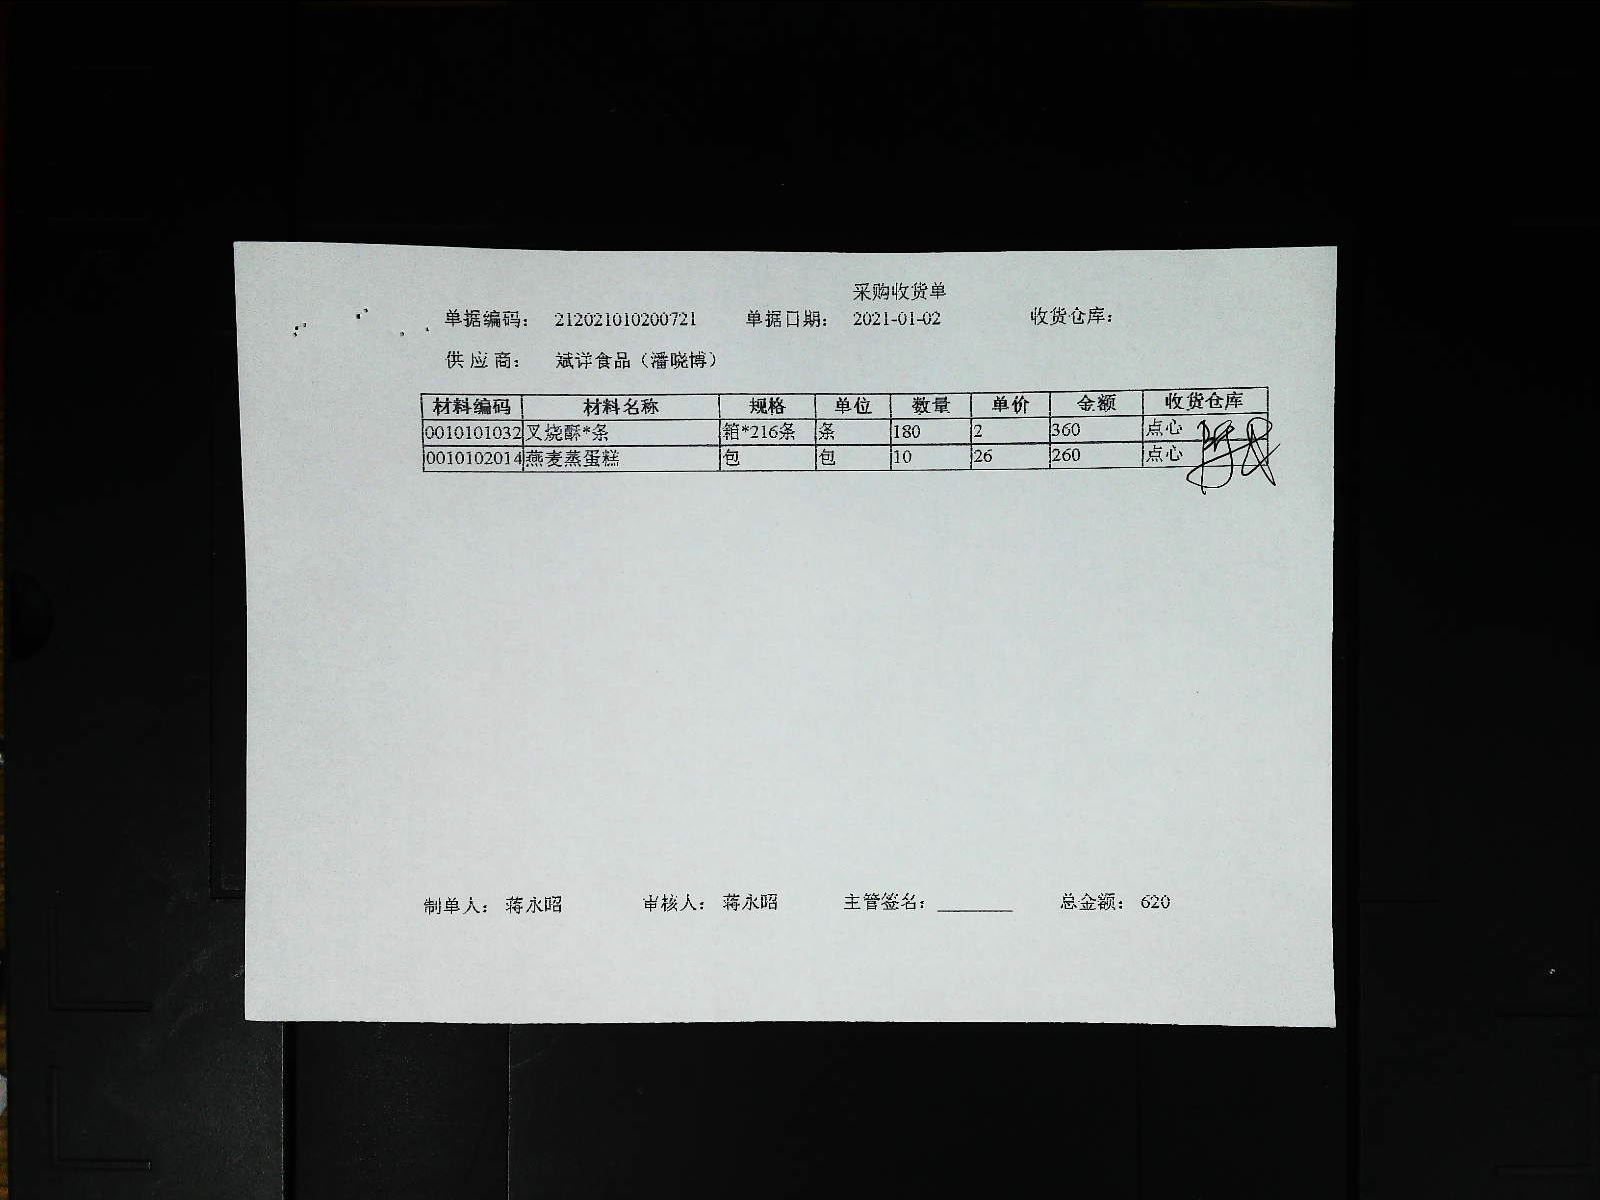 采购收货单
单据编码： 212021010200721 单据日期： 2021-01-02 收货仓库：
供 应 商： 斌详食品（潘晓博）
材料编码 材料名称 规格 单位 数量 单价 金额 收货仓库
0010101032 叉烧酥*条 箱*216条 条 180 2 360 点心
0010102014 燕麦蒸蛋糕 包 包 10 26 260 点心
制单人： 蒋永昭 审核人： 蒋永昭 主管签名：________ 总金额： 620